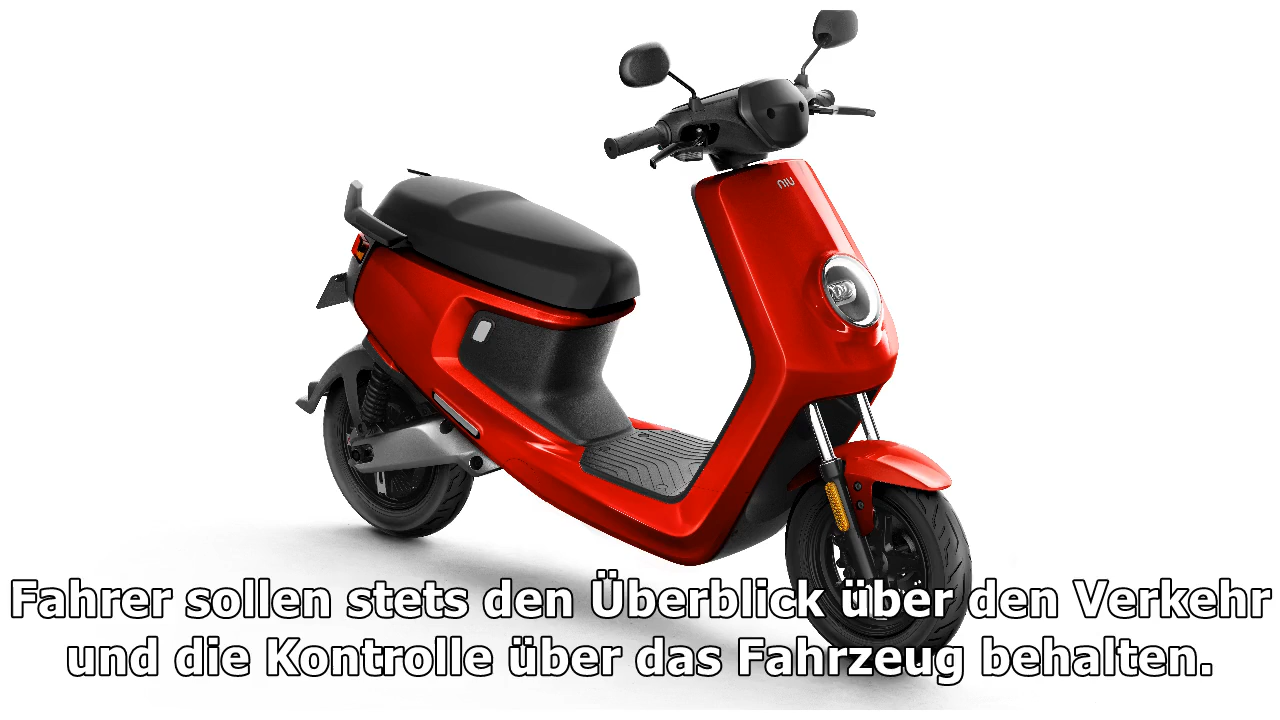 NIU
Fahrer sollen stets den Überblick über den Verkehr
und die Kontrolle über das Fahrzeug behalten.